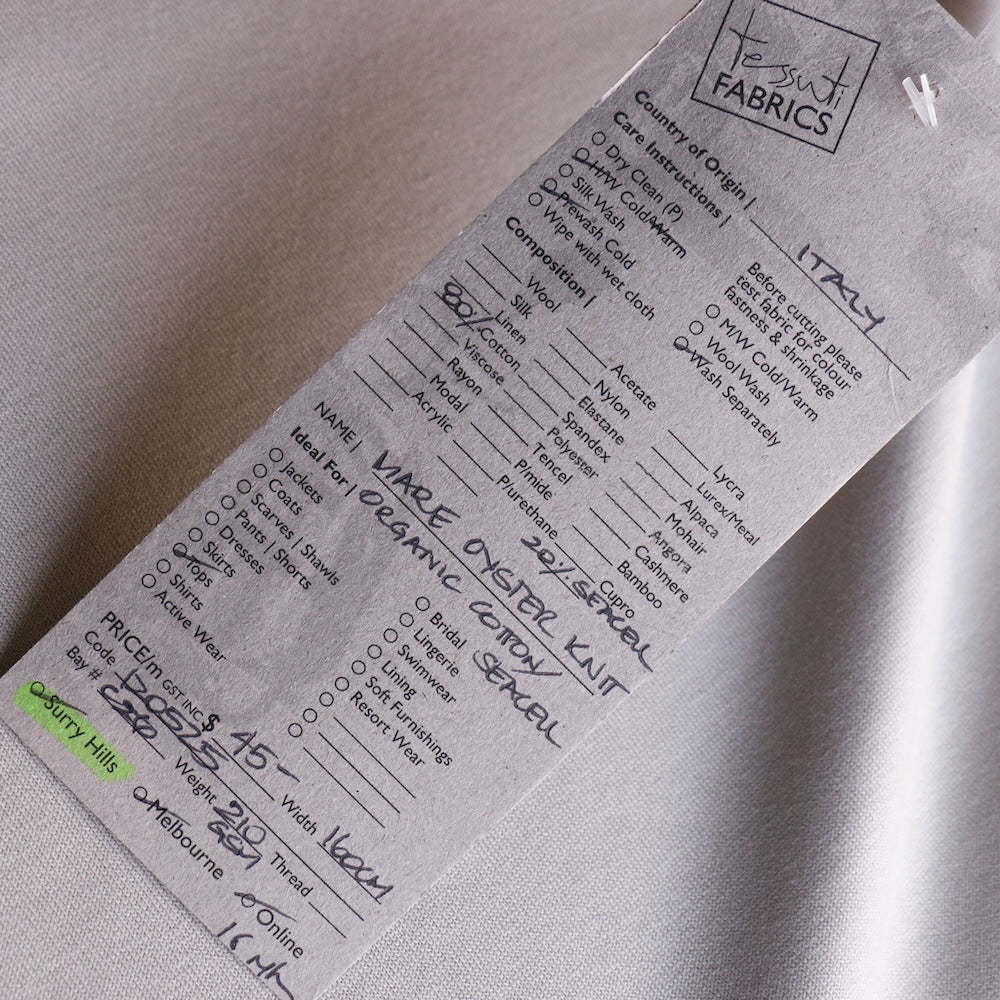 tessuti
FABRICS
Country of Origin | ITALY
Care Instructions |
Dry Clean (P)
H/W Cold/Warm
Silk Wash
Prewash Cold
Wipe with wet cloth
Before cutting please
test fabric for colour
fastness & shrinkage
M/W Cold/Warm
Wool Wash
Wash Separately
Composition |
Wool
Silk
Linen
80% Cotton
Viscose
Rayon
Modal
Acrylic
Acetate
Nylon
Elastane
Spandex
Polyester
Tencel
P/mide
P/urethane
Lycra
Lurex/Metal
Alpaca
Mohair
Angora
Cashmere
Bamboo
Cupro
20% SEACELL
NAME | MARE OYSTER KNIT
ORGANIC COTTON/
SEACELL
Ideal For |
Jackets
Coats
Scarves | Shawls
Pants | Shorts
Dresses
Skirts
Tops
Shirts
Active Wear
Bridal
Lingerie
Swimwear
Lining
Soft Furnishings
Resort Wear
PRICE/m GST INC $ 45-
Code D0525 Width 160CM
Bay # Weight 210 GSM Thread
Surry Hills Melbourne Online